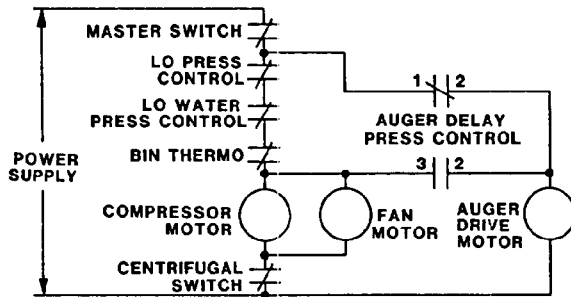 MASTER SWITCH
LO PRESS
CONTROL
LO WATER
PRESS CONTROL
BIN THERMO
POWER
SUPPLY
COMPRESSOR
MOTOR
CENTRIFUGAL
SWITCH
FAN
MOTOR
1 2
AUGER DELAY
PRESS CONTROL
3 2
AUGER
DRIVE
MOTOR